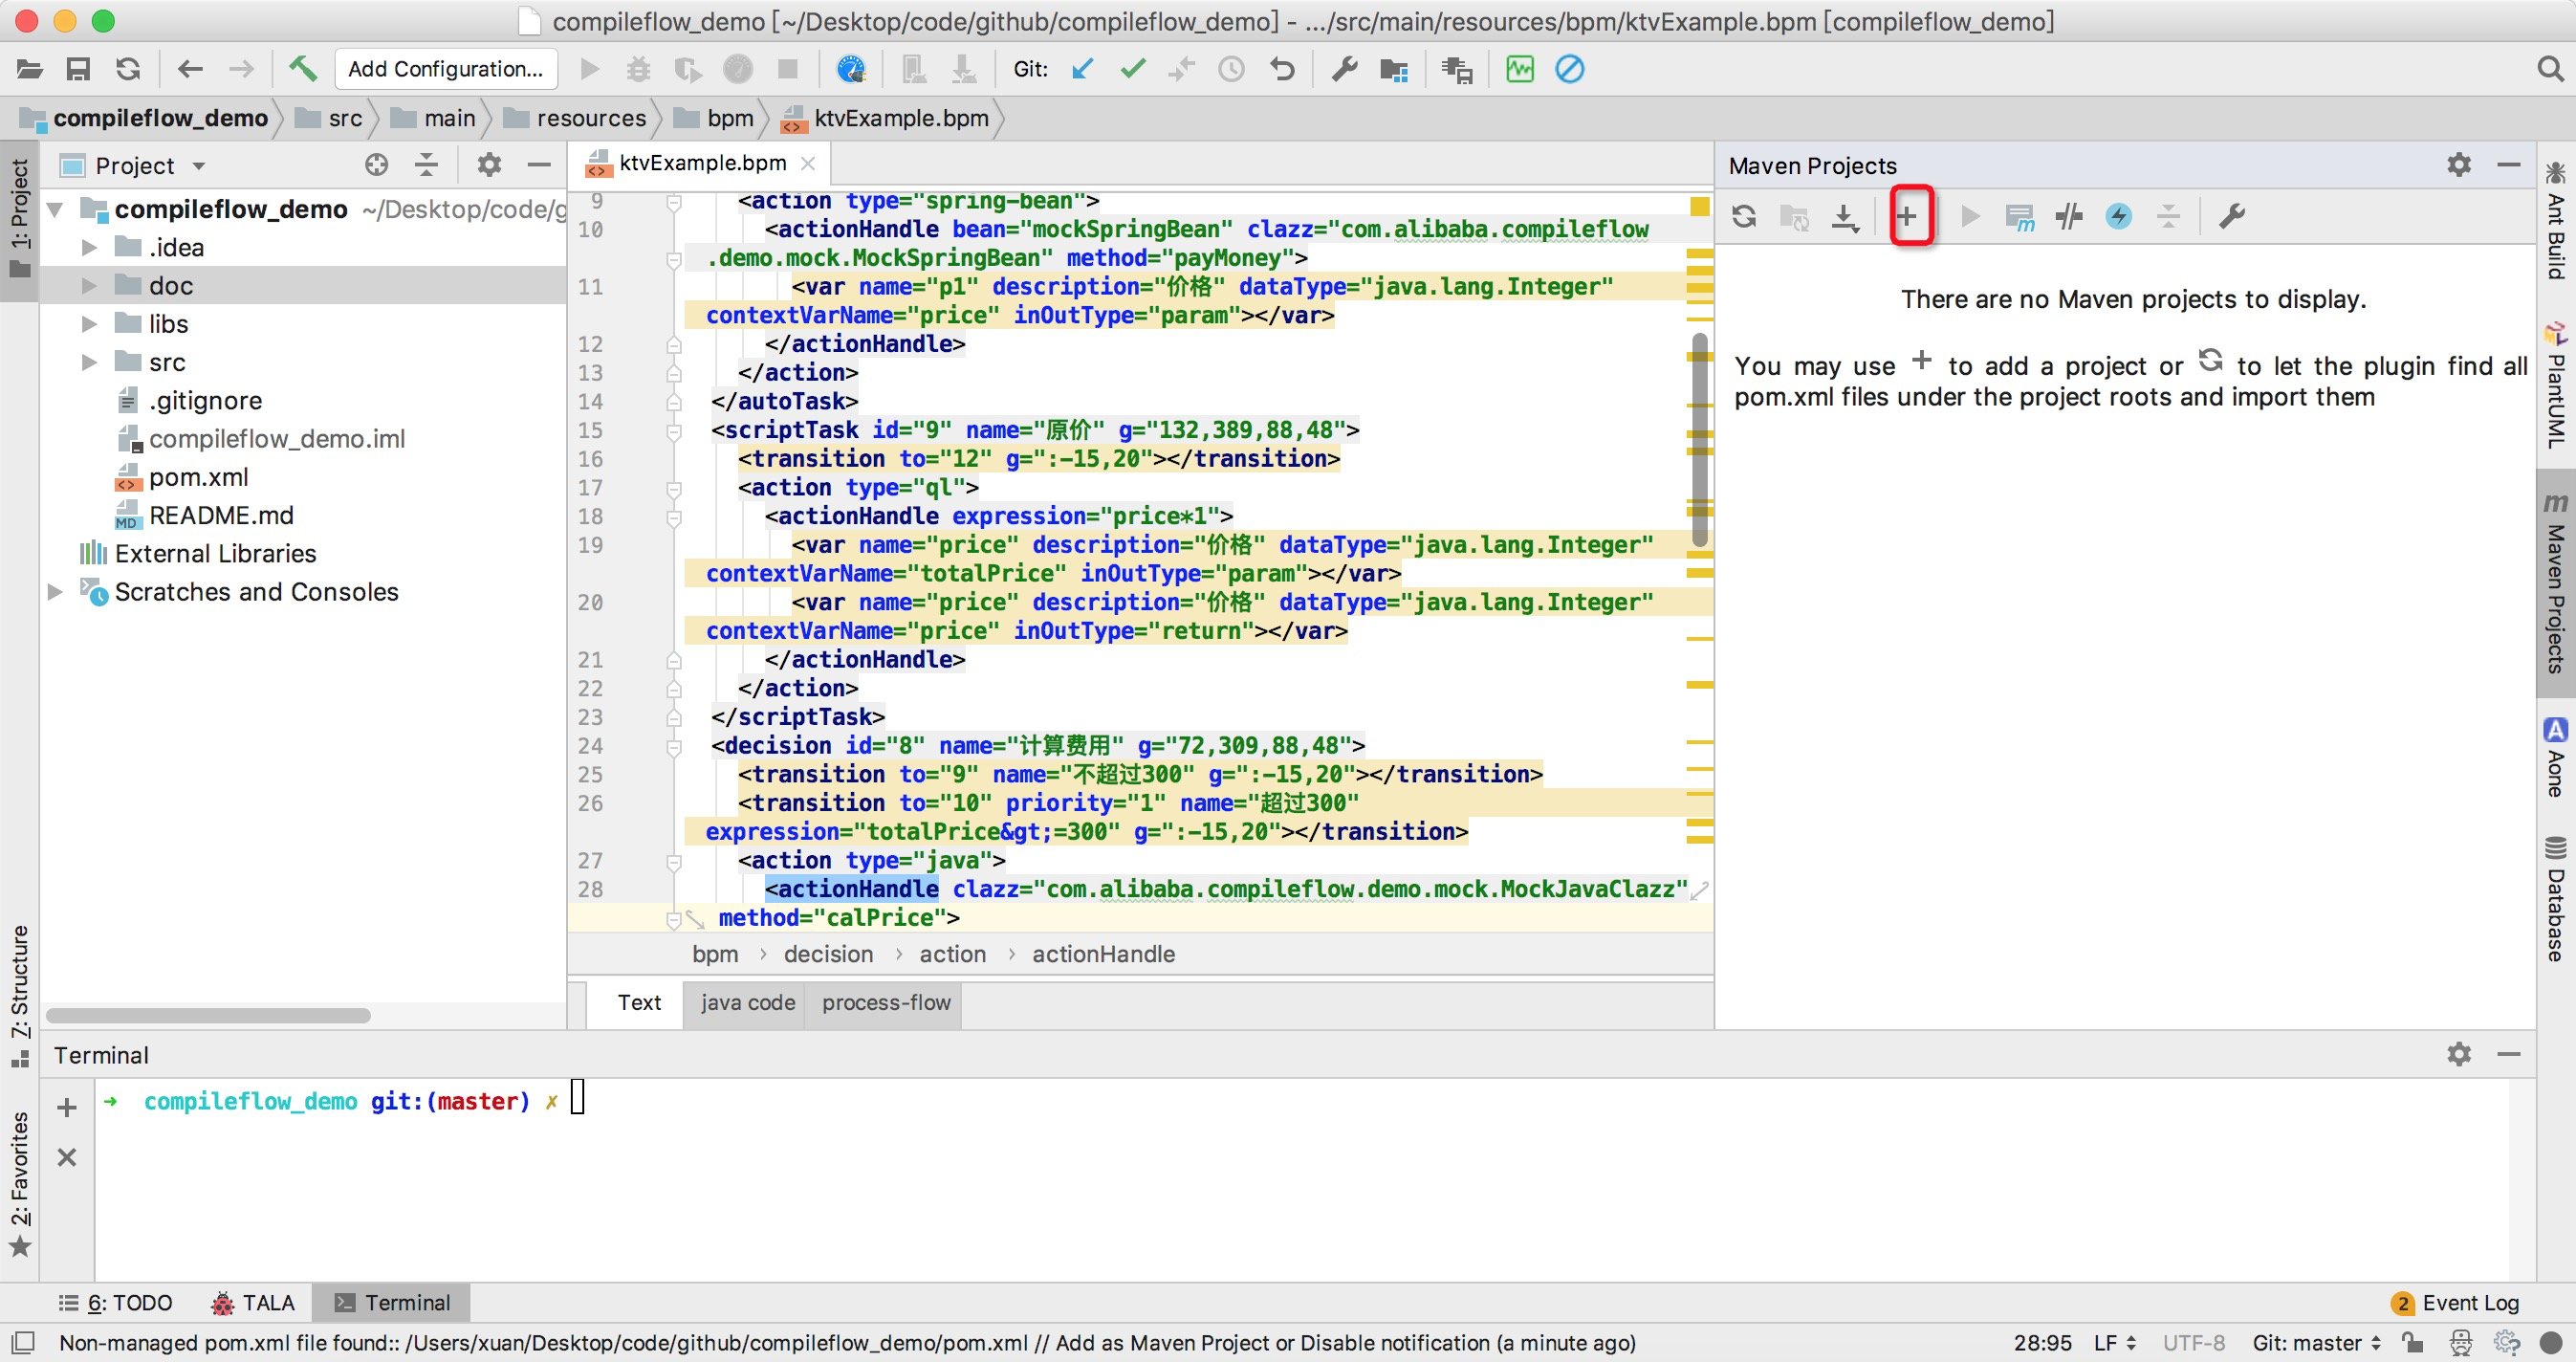 compileflow_demo [~/Desktop/code/github/compileflow_demo] - .../src/main/resources/bpm/ktvExample.bpm [compileflow_demo]
Add Configuration...
Git:
compileflow_demo
src
main
resources
bpm
ktvExample.bpm
1: Project
7: Structure
2: Favorites
Project
compileflow_demo ~/Desktop/code/g
.idea
doc
libs
src
.gitignore
compileflow_demo.iml
pom.xml
README.md
External Libraries
Scratches and Consoles
ktvExample.bpm
9 <action type="spring-bean">
10 <actionHandle bean="mockSpringBean" clazz="com.alibaba.compileflow
.demo.mock.MockSpringBean" method="payMoney">
11 <var name="p1" description="价格" dataType="java.lang.Integer"
contextVarName="price" inOutType="param"></var>
12 </actionHandle>
13 </action>
14 </autoTask>
15 <scriptTask id="9" name="原价" g="132,389,88,48">
16 <transition to="12" g=":-15,20"></transition>
17 <action type="ql">
18 <actionHandle expression="price*1">
19 <var name="price" description="价格" dataType="java.lang.Integer"
contextVarName="totalPrice" inOutType="param"></var>
20 <var name="price" description="价格" dataType="java.lang.Integer"
contextVarName="price" inOutType="return"></var>
21 </actionHandle>
22 </action>
23 </scriptTask>
24 <decision id="8" name="计算费用" g="72,309,88,48">
25 <transition to="9" name="不超过300" g=":-15,20"></transition>
26 <transition to="10" priority="1" name="超过300"
expression="totalPrice&gt;=300" g=":-15,20"></transition>
27 <action type="java">
28 <actionHandle clazz="com.alibaba.compileflow.demo.mock.MockJavaClazz"
method="calPrice">
bpm › decision › action › actionHandle
Text
java code
process-flow
Maven Projects
There are no Maven projects to display.
You may use + to add a project or to let the plugin find all
pom.xml files under the project roots and import them
Ant Build
PlantUML
m Maven Projects
A Aone
Database
Terminal
➜ compileflow_demo git:(master) ✗
6: TODO
TALA
Terminal
2 Event Log
Non-managed pom.xml file found:: /Users/xuan/Desktop/code/github/compileflow_demo/pom.xml // Add as Maven Project or Disable notification (a minute ago)
28:95
LF
UTF-8
Git: master